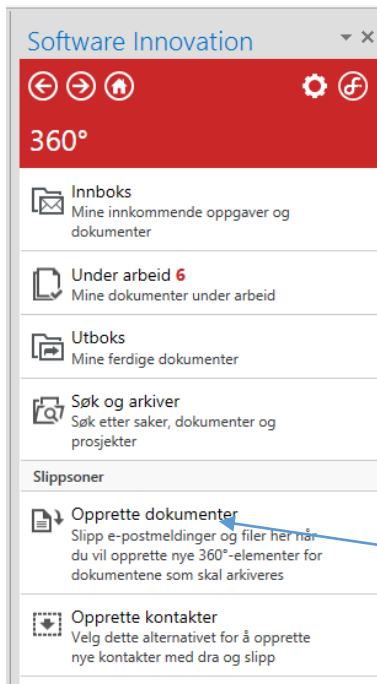 Software Innovation
360°
Innboks
Mine innkommende oppgaver og
dokumenter
Under arbeid 6
Mine dokumenter under arbeid
Utboks
Mine ferdige dokumenter
Søk og arkiver
Søk etter saker, dokumenter og
prosjekter
Slippsoner
Opprette dokumenter
Slipp e-postmeldinger og filer her når
du vil opprette nye 360°-elementer for
dokumentene som skal arkiveres
Opprette kontakter
Velg dette alternativet for å opprette
nye kontakter med dra og slipp